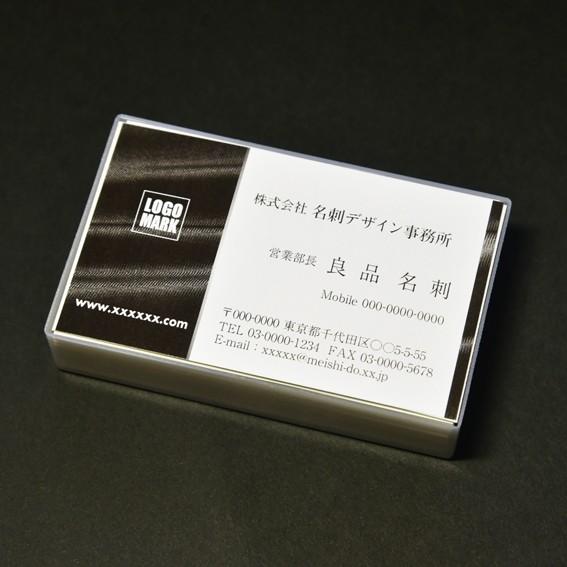 LOGO
MARK
www.xxxxxx.com
株式会社 名刺デザイン事務所
営業部長 良品名刺
Mobile 000-0000-0000
〒000-0000 東京都千代田区〇〇5-5-55
TEL 03-0000-1234 FAX 03-0000-5678
E-mail：xxxxx@meishi-do.xx.jp